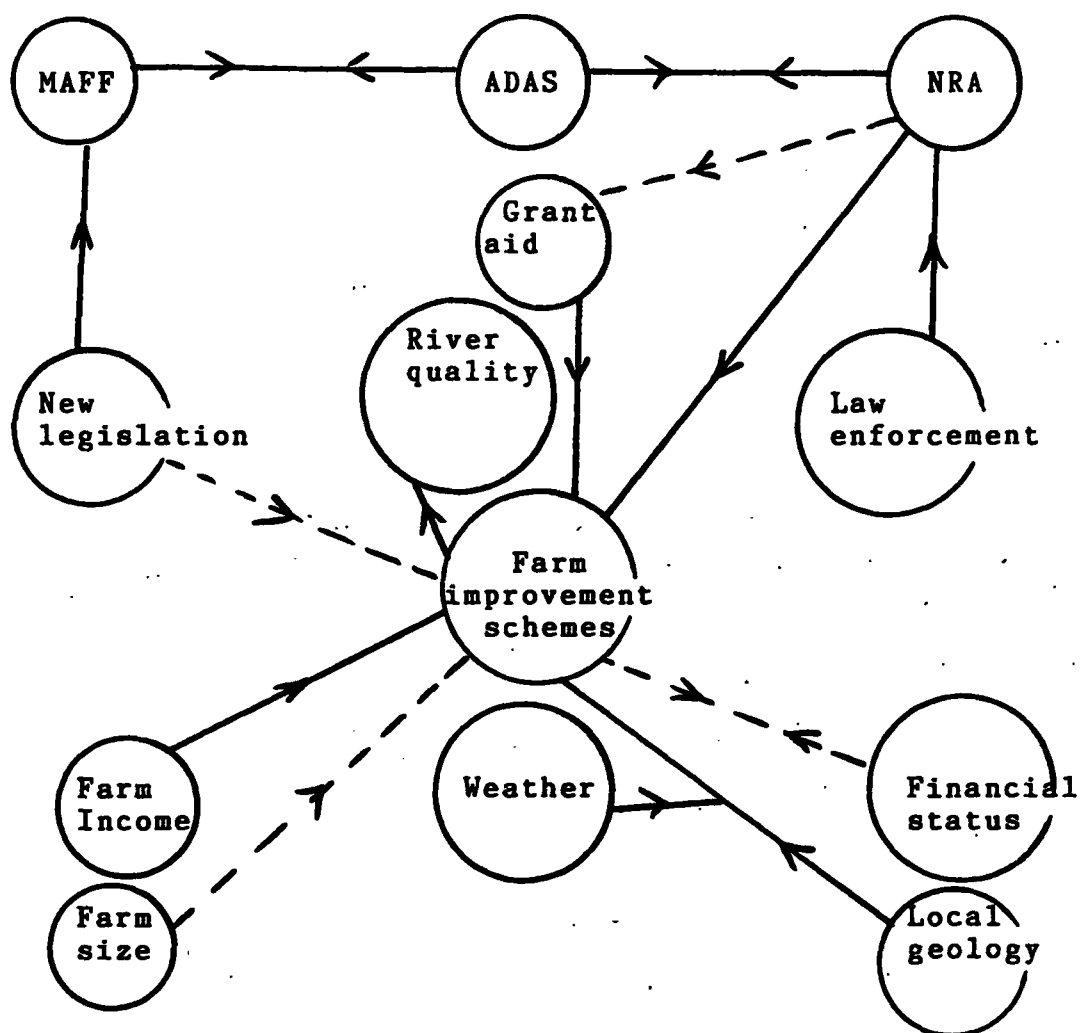 MAFF
ADAS
NRA
Grant
aid
River
quality
New
legislation
Law
enforcement
Farm
improvement
schemes
Farm
Income
Weather
Financial
status
Farm
size
Local
geology